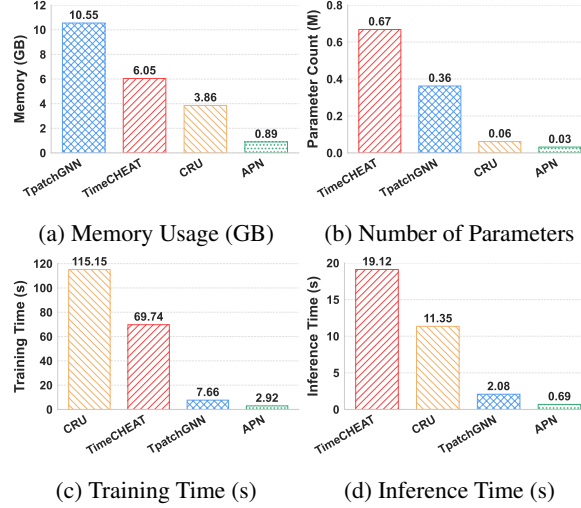 Memory (GB)
12
10
8
6
4
2
0
10.55
6.05
3.86
0.89
TpatchGNN
TimeCHEAT
CRU
APN
(a) Memory Usage (GB)
Parameter Count (M)
0.8
0.6
0.4
0.2
0.0
0.67
0.36
0.06
0.03
TimeCHEAT
TpatchGNN
CRU
APN
(b) Number of Parameters
Training Time (s)
120
100
80
60
40
20
0
115.15
69.74
7.66
2.92
CRU
TimeCHEAT
TpatchGNN
APN
(c) Training Time (s)
Inference Time (s)
20
15
10
5
0
19.12
11.35
2.08
0.69
TimeCHEAT
CRU
TpatchGNN
APN
(d) Inference Time (s)